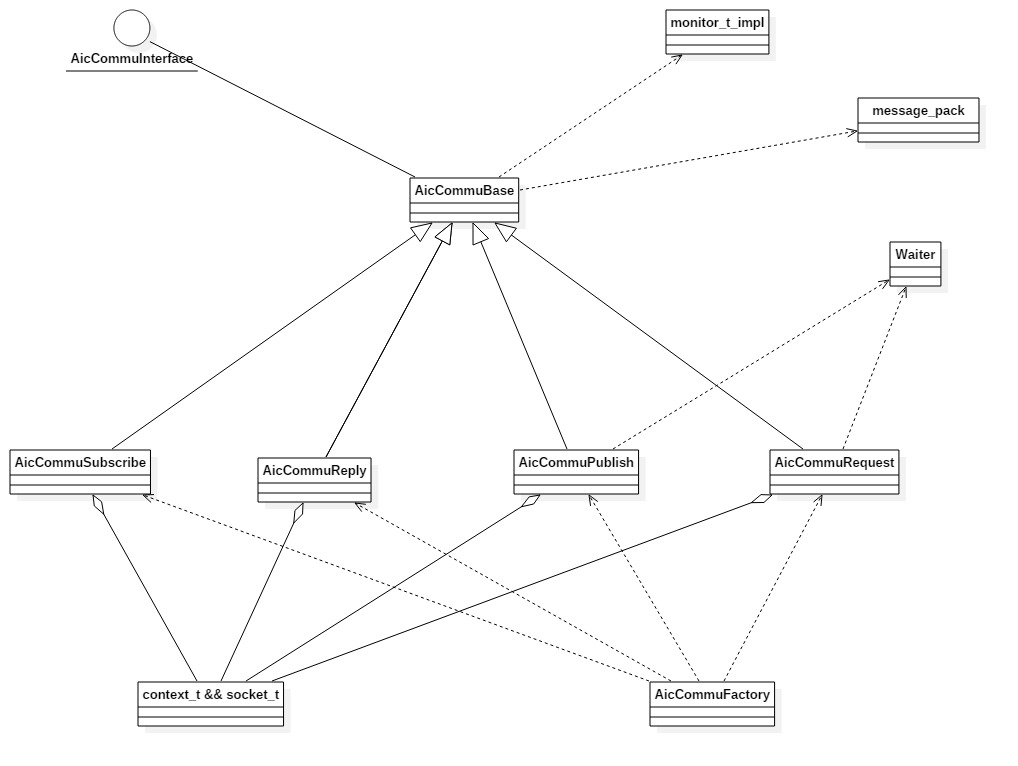 monitor_t_impl
AicCommuInterface
message_pack
AicCommuBase
Waiter
AicCommuSubscribe
AicCommuReply
AicCommuPublish
AicCommuRequest
context_t && socket_t
AicCommuFactory